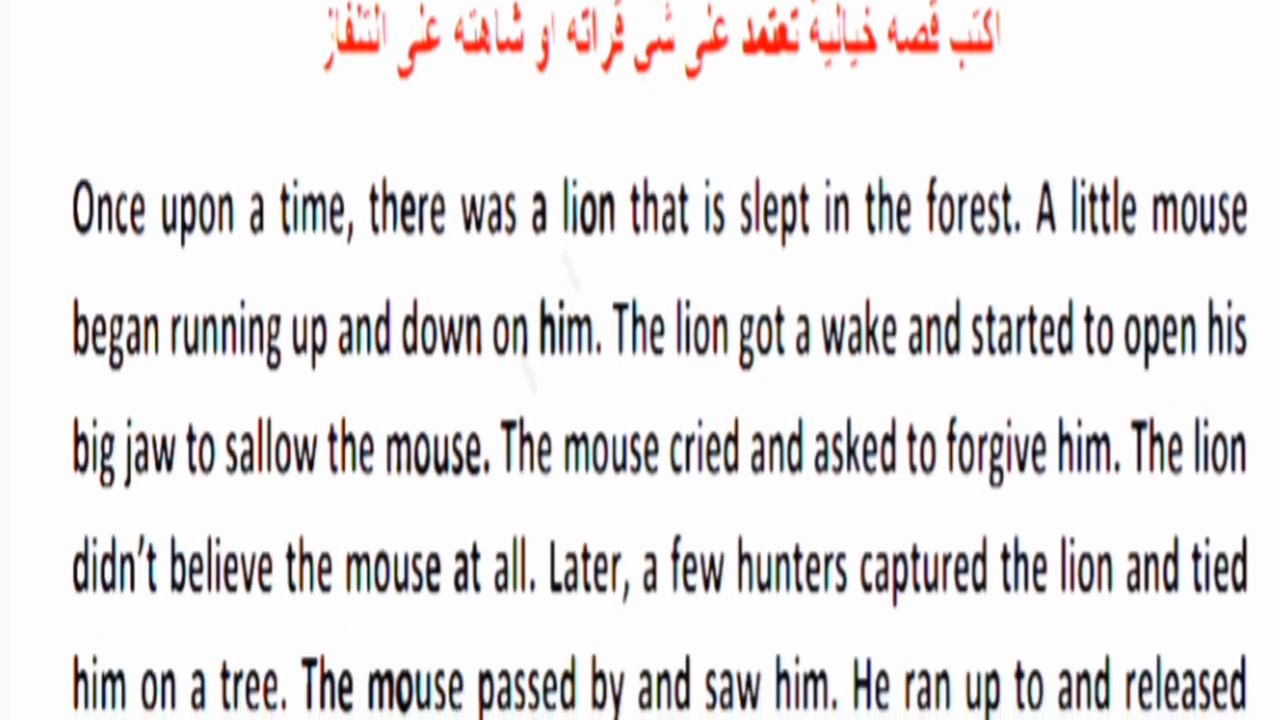 اكتب قصه خيالية تعتمد على شى قراته او شاهته على التلفاز
Once upon a time, there was a lion that is slept in the forest. A little mouse
began running up and down on him. The lion got a wake and started to open his
big jaw to sallow the mouse. The mouse cried and asked to forgive him. The lion
didn’t believe the mouse at all. Later, a few hunters captured the lion and tied
him on a tree. The mouse passed by and saw him. He ran up to and released